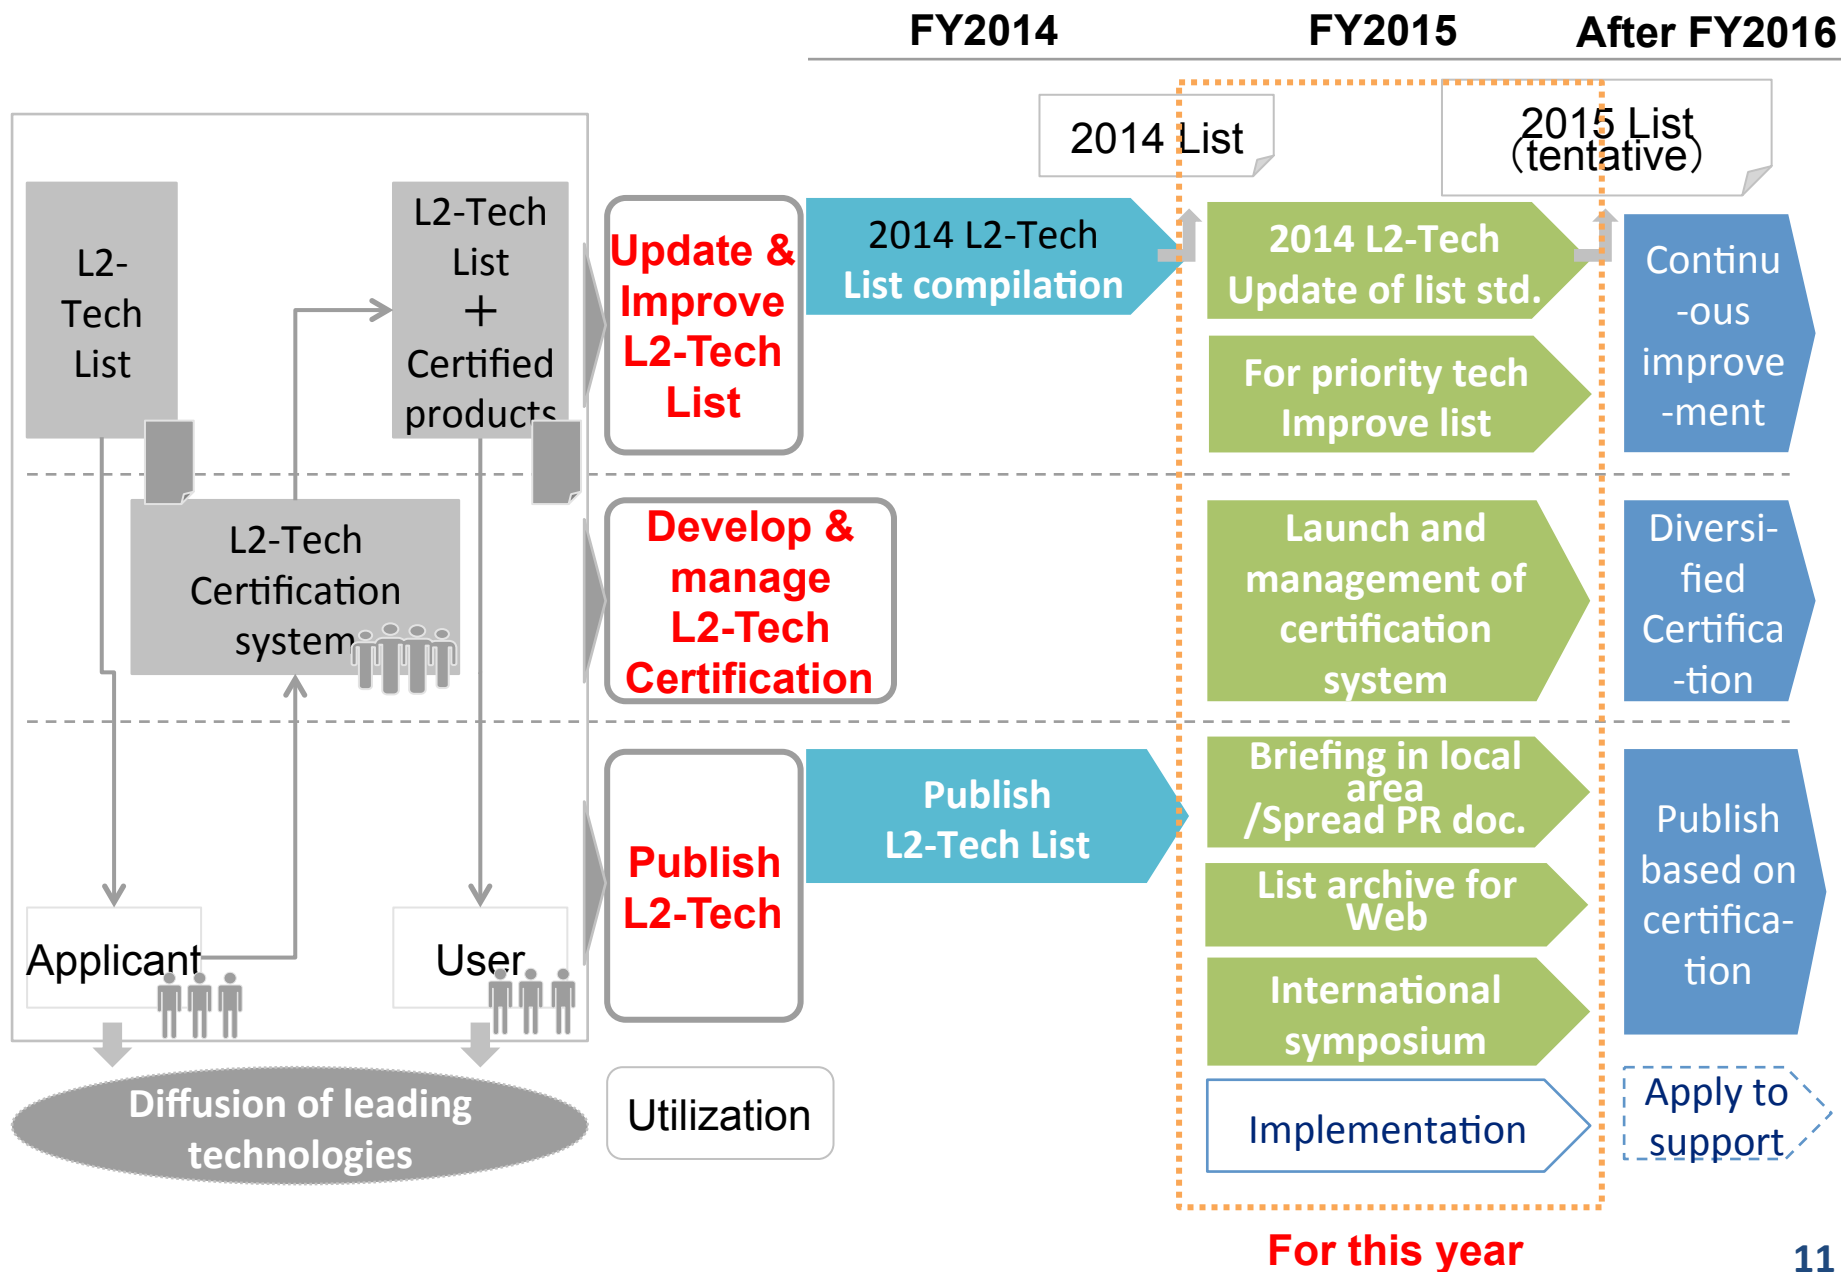 FY2014
FY2015
After FY2016
2014 List
2015 List
（tentative）
L2-
Tech
List
L2-Tech
List
＋
Certified
products
L2-Tech
Certification
system
Applicant
User
Diffusion of leading
technologies
Update &
Improve
L2-Tech
List
2014 L2-Tech
List compilation
2014 L2-Tech
Update of list std.
For priority tech
Improve list
Continu
-ous
improve
-ment
Develop &
manage
L2-Tech
Certification
Launch and
management of
certification
system
Diversi-
fied
Certifica
-tion
Publish
L2-Tech
Publish
L2-Tech List
Briefing in local
area
/Spread PR doc.
List archive for
Web
International
symposium
Publish
based on
certifica-
tion
Utilization
Implementation
Apply to
support
For this year
11